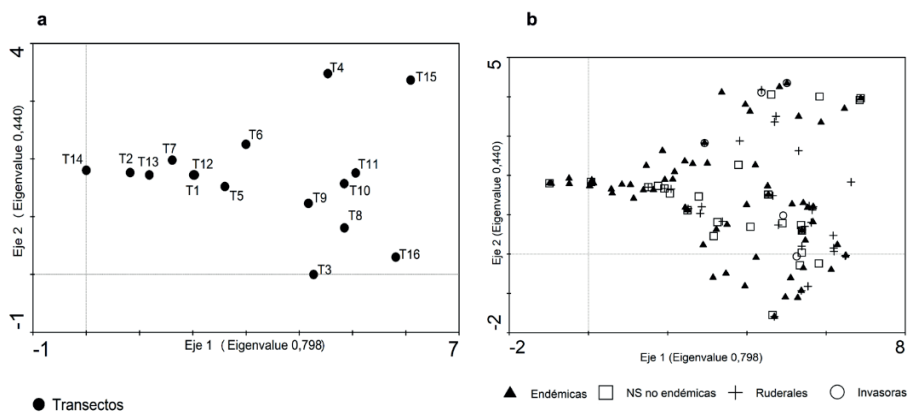 a
4
T4
T15
T6
T7
T14
T2
T13
T12
T11
T1
T5
T10
T9
T8
T16
T3
Eje 2 ( Eigenvalue 0,440)
-1
-1
Eje 1 ( Eigenvalue 0,798)
7
Transectos
b
5
Eje 2 (Eigenvalue 0,440)
-2
-2
Eje 1 (Eigenvalue 0,798)
8
Endémicas
NS no endémicas
Ruderales
Invasoras